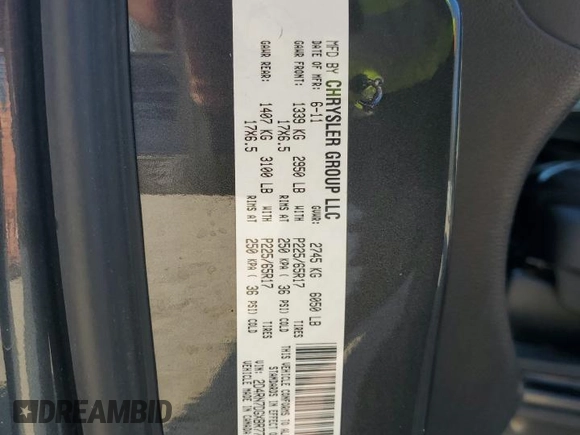 MFD BY CHRYSLER GROUP LLC
DATE OF MFR: 6-11 GVWR: 2745 KG 6050 LB
GAWR FRONT: 1339 KG 2950 LB WITH P225/65R17 TIRES
17X6.5 RIMS AT 250 KPA ( 36 PSI) COLD
GAWR REAR: 1407 KG 3100 LB WITH P225/65R17 TIRES
17X6.5 RIMS AT 250 KPA ( 36 PSI) COLD
THIS VEHICLE CONFORMS TO
STANDARDS IN EFFECT
VIN:
VEHICLE MADE IN CANADA